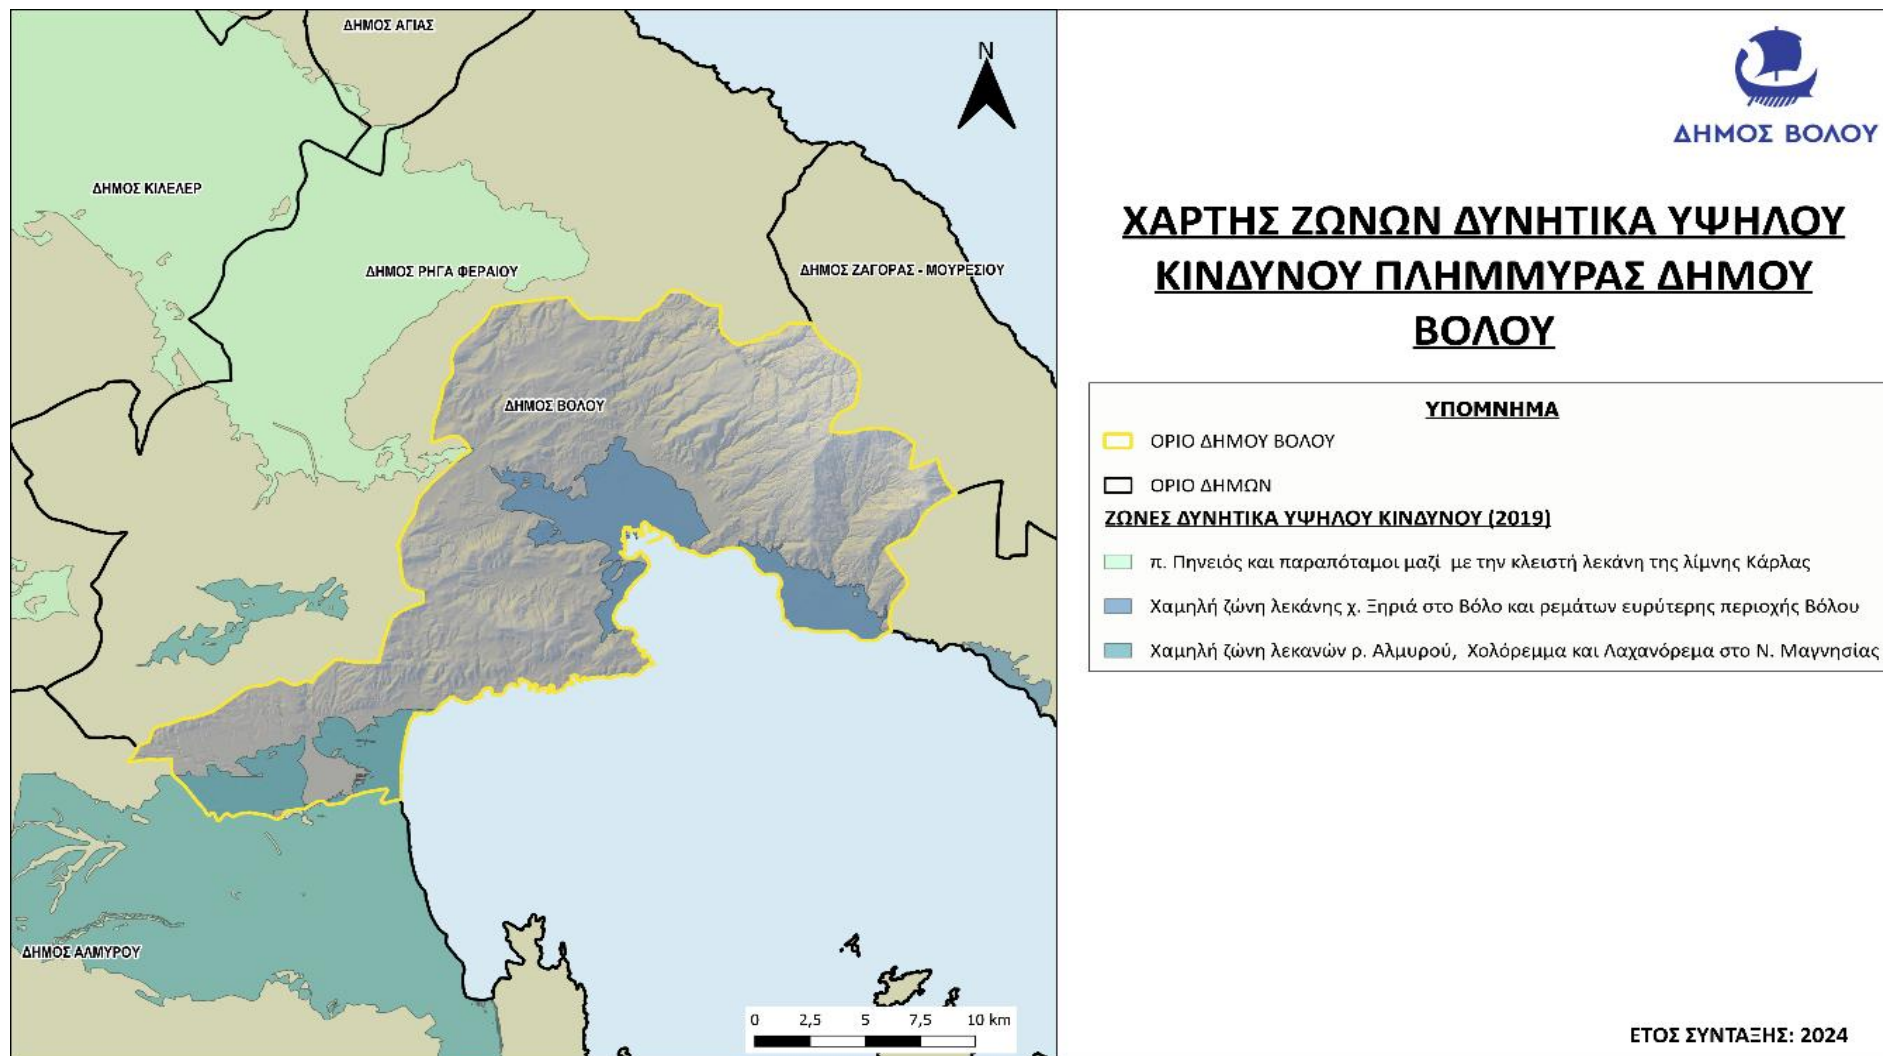 ΔΗΜΟΣ ΑΓΙΑΣ
N
ΔΗΜΟΣ ΚΙΛΕΛΕΡ
ΔΗΜΟΣ ΡΗΓΑ ΦΕΡΑΙΟΥ
ΔΗΜΟΣ ΖΑΓΟΡΑΣ - ΜΟΥΡΕΣΙΟΥ
ΔΗΜΟΣ ΒΟΛΟΥ
ΔΗΜΟΣ ΑΛΜΥΡΟΥ
0 2,5 5 7,5 10 km
ΔΗΜΟΣ ΒΟΛΟΥ
ΧΑΡΤΗΣ ΖΩΝΩΝ ΔΥΝΗΤΙΚΑ ΥΨΗΛΟΥ
ΚΙΝΔΥΝΟΥ ΠΛΗΜΜΥΡΑΣ ΔΗΜΟΥ
ΒΟΛΟΥ
ΥΠΟΜΝΗΜΑ
ΟΡΙΟ ΔΗΜΟΥ ΒΟΛΟΥ
ΟΡΙΟ ΔΗΜΩΝ
ΖΩΝΕΣ ΔΥΝΗΤΙΚΑ ΥΨΗΛΟΥ ΚΙΝΔΥΝΟΥ (2019)
π. Πηνειός και παραπόταμοι μαζί με την κλειστή λεκάνη της λίμνης Κάρλας
Χαμηλή ζώνη λεκάνης χ. Ξηριά στο Βόλο και ρεμάτων ευρύτερης περιοχής Βόλου
Χαμηλή ζώνη λεκανών ρ. Αλμυρού, Χολόρεμμα και Λαχανόρεμα στο Ν. Μαγνησίας
ΕΤΟΣ ΣΥΝΤΑΞΗΣ: 2024